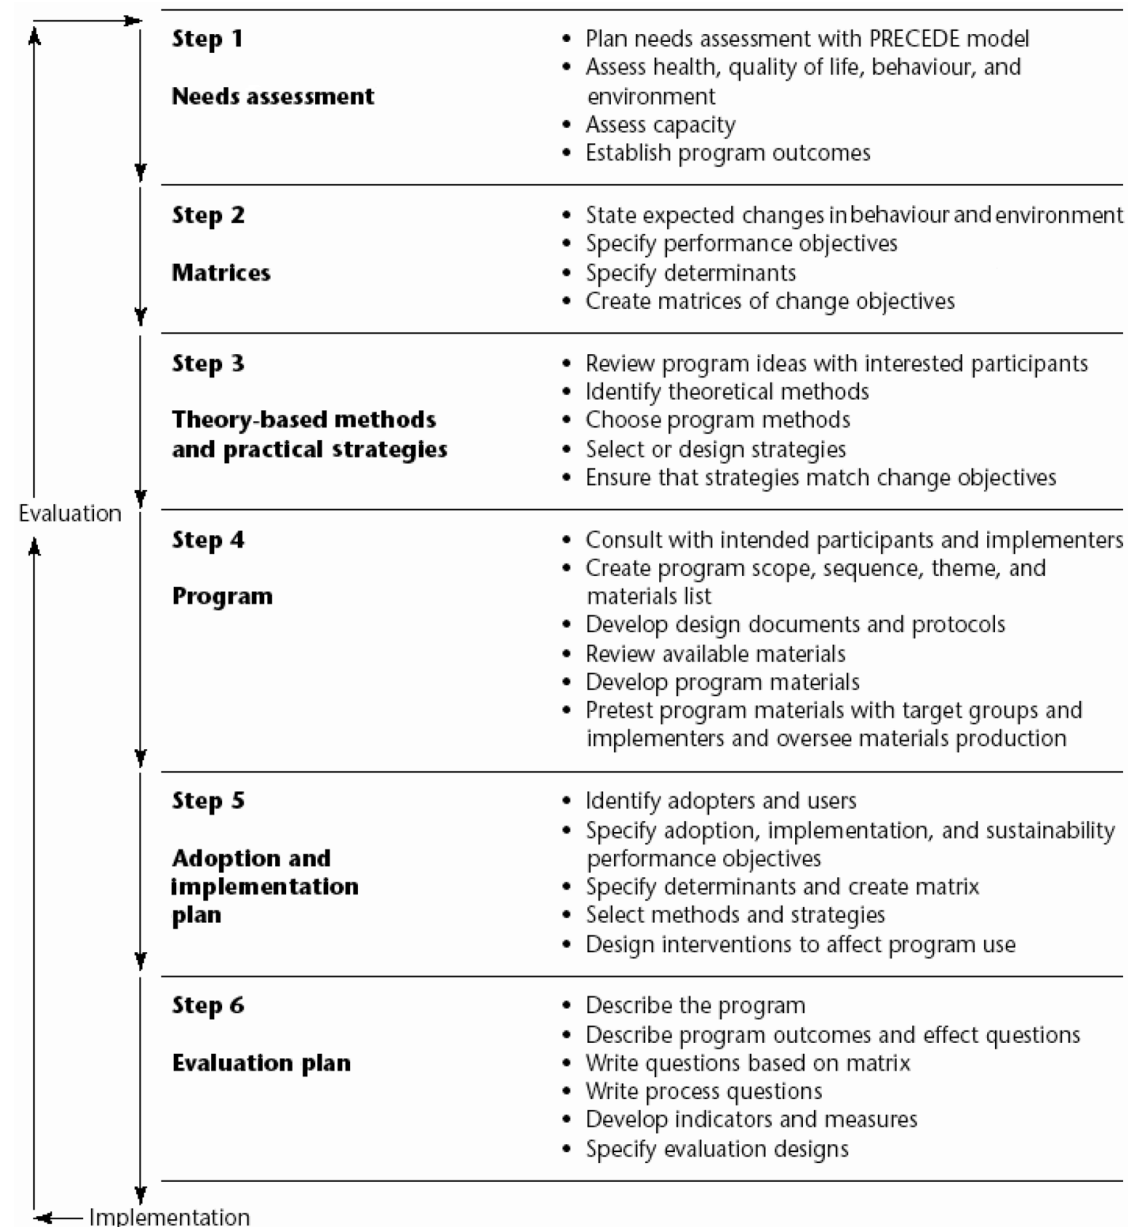 Step 1
Needs assessment
• Plan needs assessment with PRECEDE model
• Assess health, quality of life, behaviour, and
environment
• Assess capacity
• Establish program outcomes
Step 2
Matrices
• State expected changes in behaviour and environment
• Specify performance objectives
• Specify determinants
• Create matrices of change objectives
Step 3
Theory-based methods
and practical strategies
• Review program ideas with interested participants
• Identify theoretical methods
• Choose program methods
• Select or design strategies
• Ensure that strategies match change objectives
Evaluation
Step 4
Program
• Consult with intended participants and implementers
• Create program scope, sequence, theme, and
materials list
• Develop design documents and protocols
• Review available materials
• Develop program materials
• Pretest program materials with target groups and
implementers and oversee materials production
Step 5
Adoption and
implementation
plan
• Identify adopters and users
• Specify adoption, implementation, and sustainability
performance objectives
• Specify determinants and create matrix
• Select methods and strategies
• Design interventions to affect program use
Step 6
Evaluation plan
• Describe the program
• Describe program outcomes and effect questions
• Write questions based on matrix
• Write process questions
• Develop indicators and measures
• Specify evaluation designs
Implementation